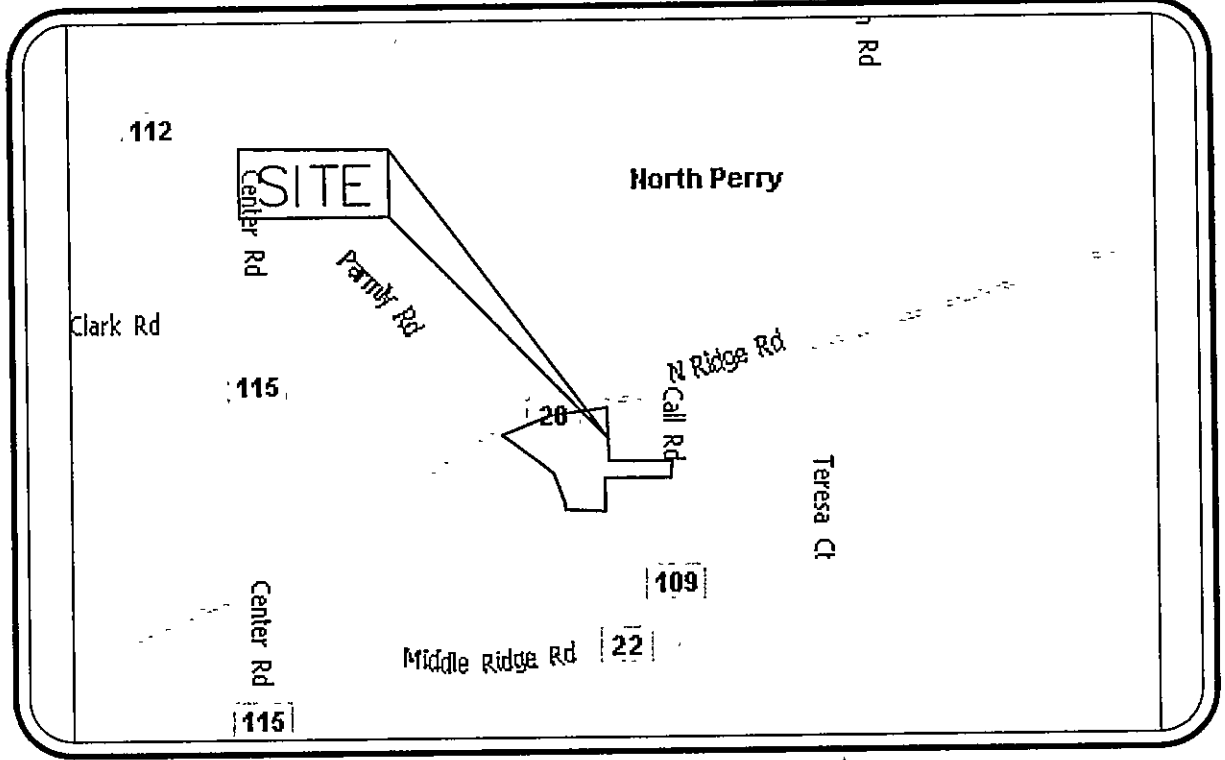 Rd
112
SITE
Center Rd
North Perry
Parmly Rd
Clark Rd
N Ridge Rd
115
20
Call Rd
Teresa Ct
109
Center Rd
Middle Ridge Rd
22
115